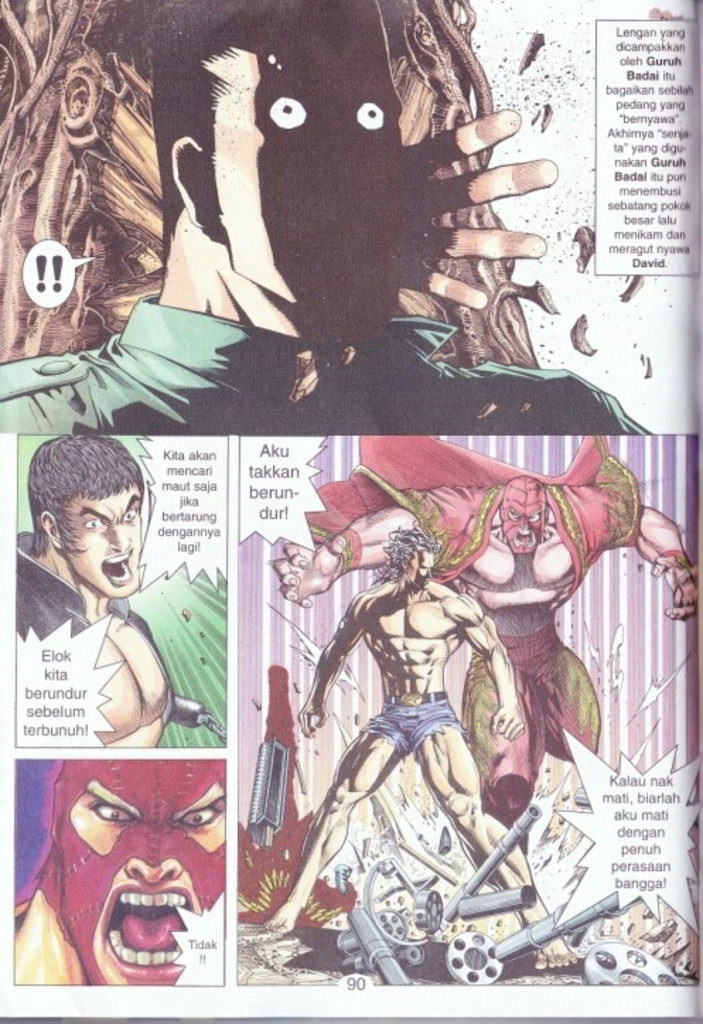 Lengan yang
dicampakkan
oleh Guruh
Badai itu
bagaikan sebilah
pedang yang
"bernyawa".
Akhirnya "senja-
ta" yang digu-
nakan Guruh
Badai itu pun
menembusi
sebatang pokok
besar lalu
menikam dan
meragut nyawa
David.
!!
Kita akan
mencari
maut saja
jika
bertarung
dengannya
lagi!
Elok
kita
berundur
sebelum
terbunuh!
Aku
takkan
berun-
dur!
Tidak
!!
Kalau nak
mati, biarlah
aku mati
dengan
penuh
perasaan
bangga!
90